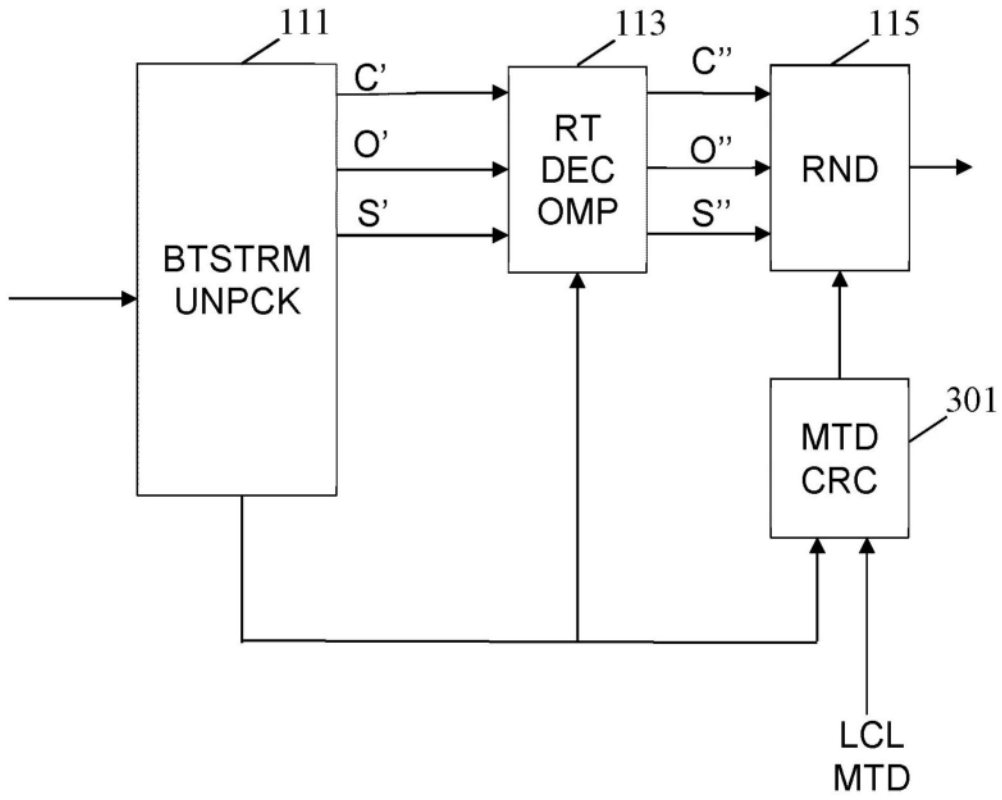 111
113
115
C'
C"
O'
O"
S'
S"
BTSTRM
UNPCK
RT
DEC
OMP
RND
301
MTD
CRC
LCL
MTD